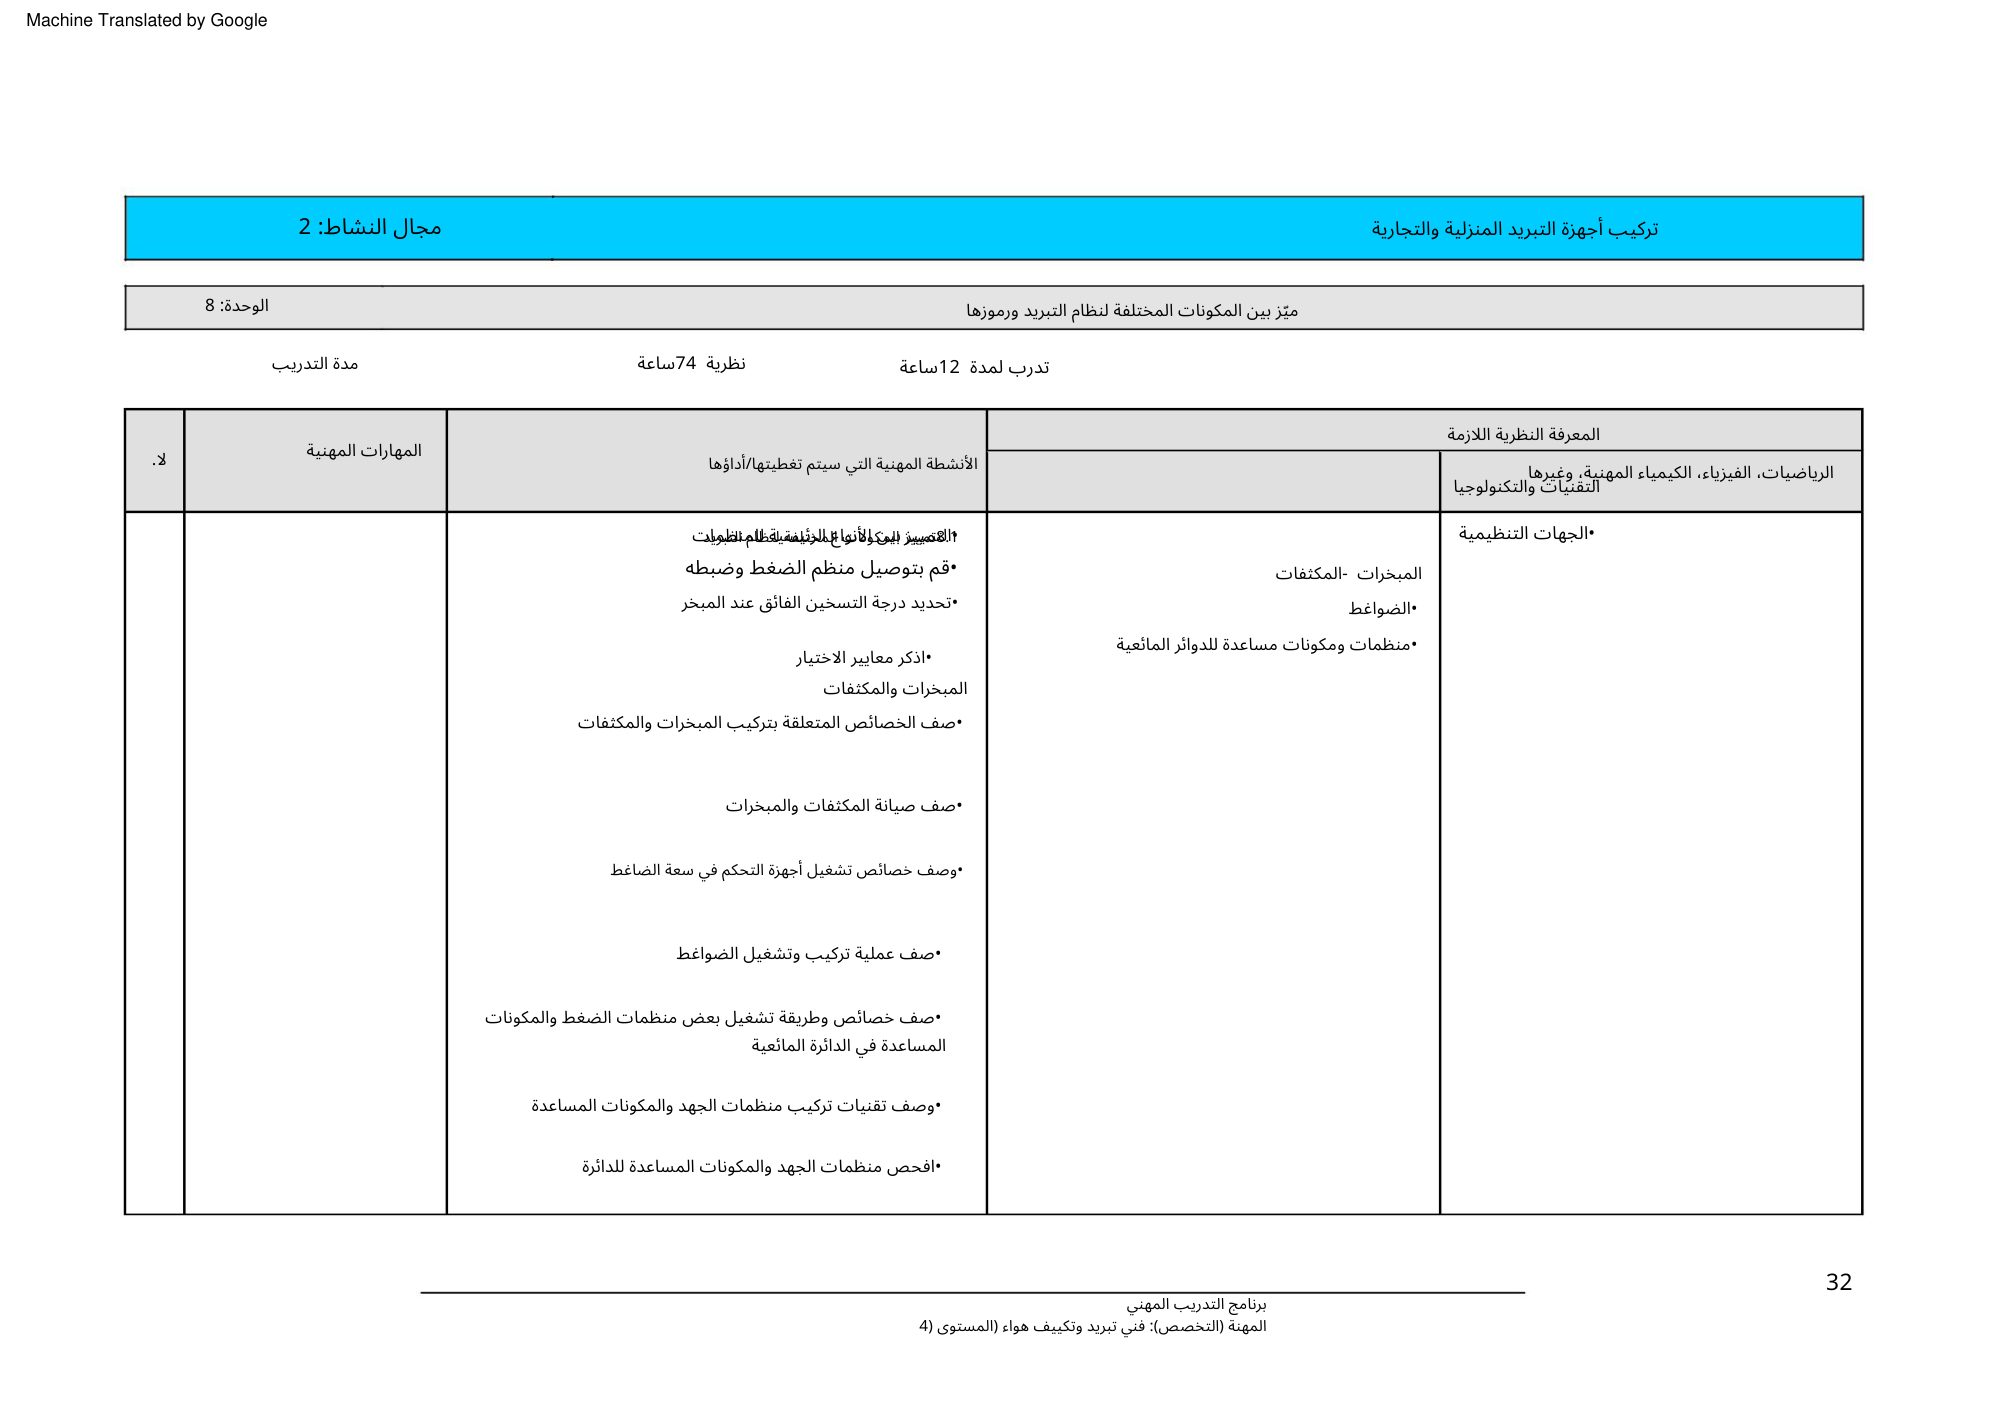 Machine Translated by Google
مجال النشاط: 2
تركيب أجهزة التبريد المنزلية والتجارية
الوحدة: 8
ميّز بين المكونات المختلفة لنظام التبريد ورموزها
مدة التدريب
نظرية 74ساعة
تدرب لمدة 12ساعة
لا.
المهارات المهنية
الأنشطة المهنية التي سيتم تغطيتها/أداؤها
المعرفة النظرية اللازمة
الرياضيات، الفيزياء، الكيمياء المهنية، وغيرها
التقنيات والتكنولوجيا
•قم بتوصيل منظم الضغط وضبطه
•تحديد درجة التسخين الفائق عند المبخر
•اذكر معايير الاختيار
المبخرات والمكثفات
•صف الخصائص المتعلقة بتركيب المبخرات والمكثفات
•صف صيانة المكثفات والمبخرات
•وصف خصائص تشغيل أجهزة التحكم في سعة الضاغط
•صف عملية تركيب وتشغيل الضواغط
•صف خصائص وطريقة تشغيل بعض منظمات الضغط والمكونات
المساعدة في الدائرة المائعية
•وصف تقنيات تركيب منظمات الجهد والمكونات المساعدة
•افحص منظمات الجهد والمكونات المساعدة للدائرة
المبخرات -المكثفات
•الضواغط
•منظمات ومكونات مساعدة للدوائر المائعية
•الجهات التنظيمية
32
برنامج التدريب المهني
المهنة (التخصص): فني تبريد وتكييف هواء (المستوى 4)